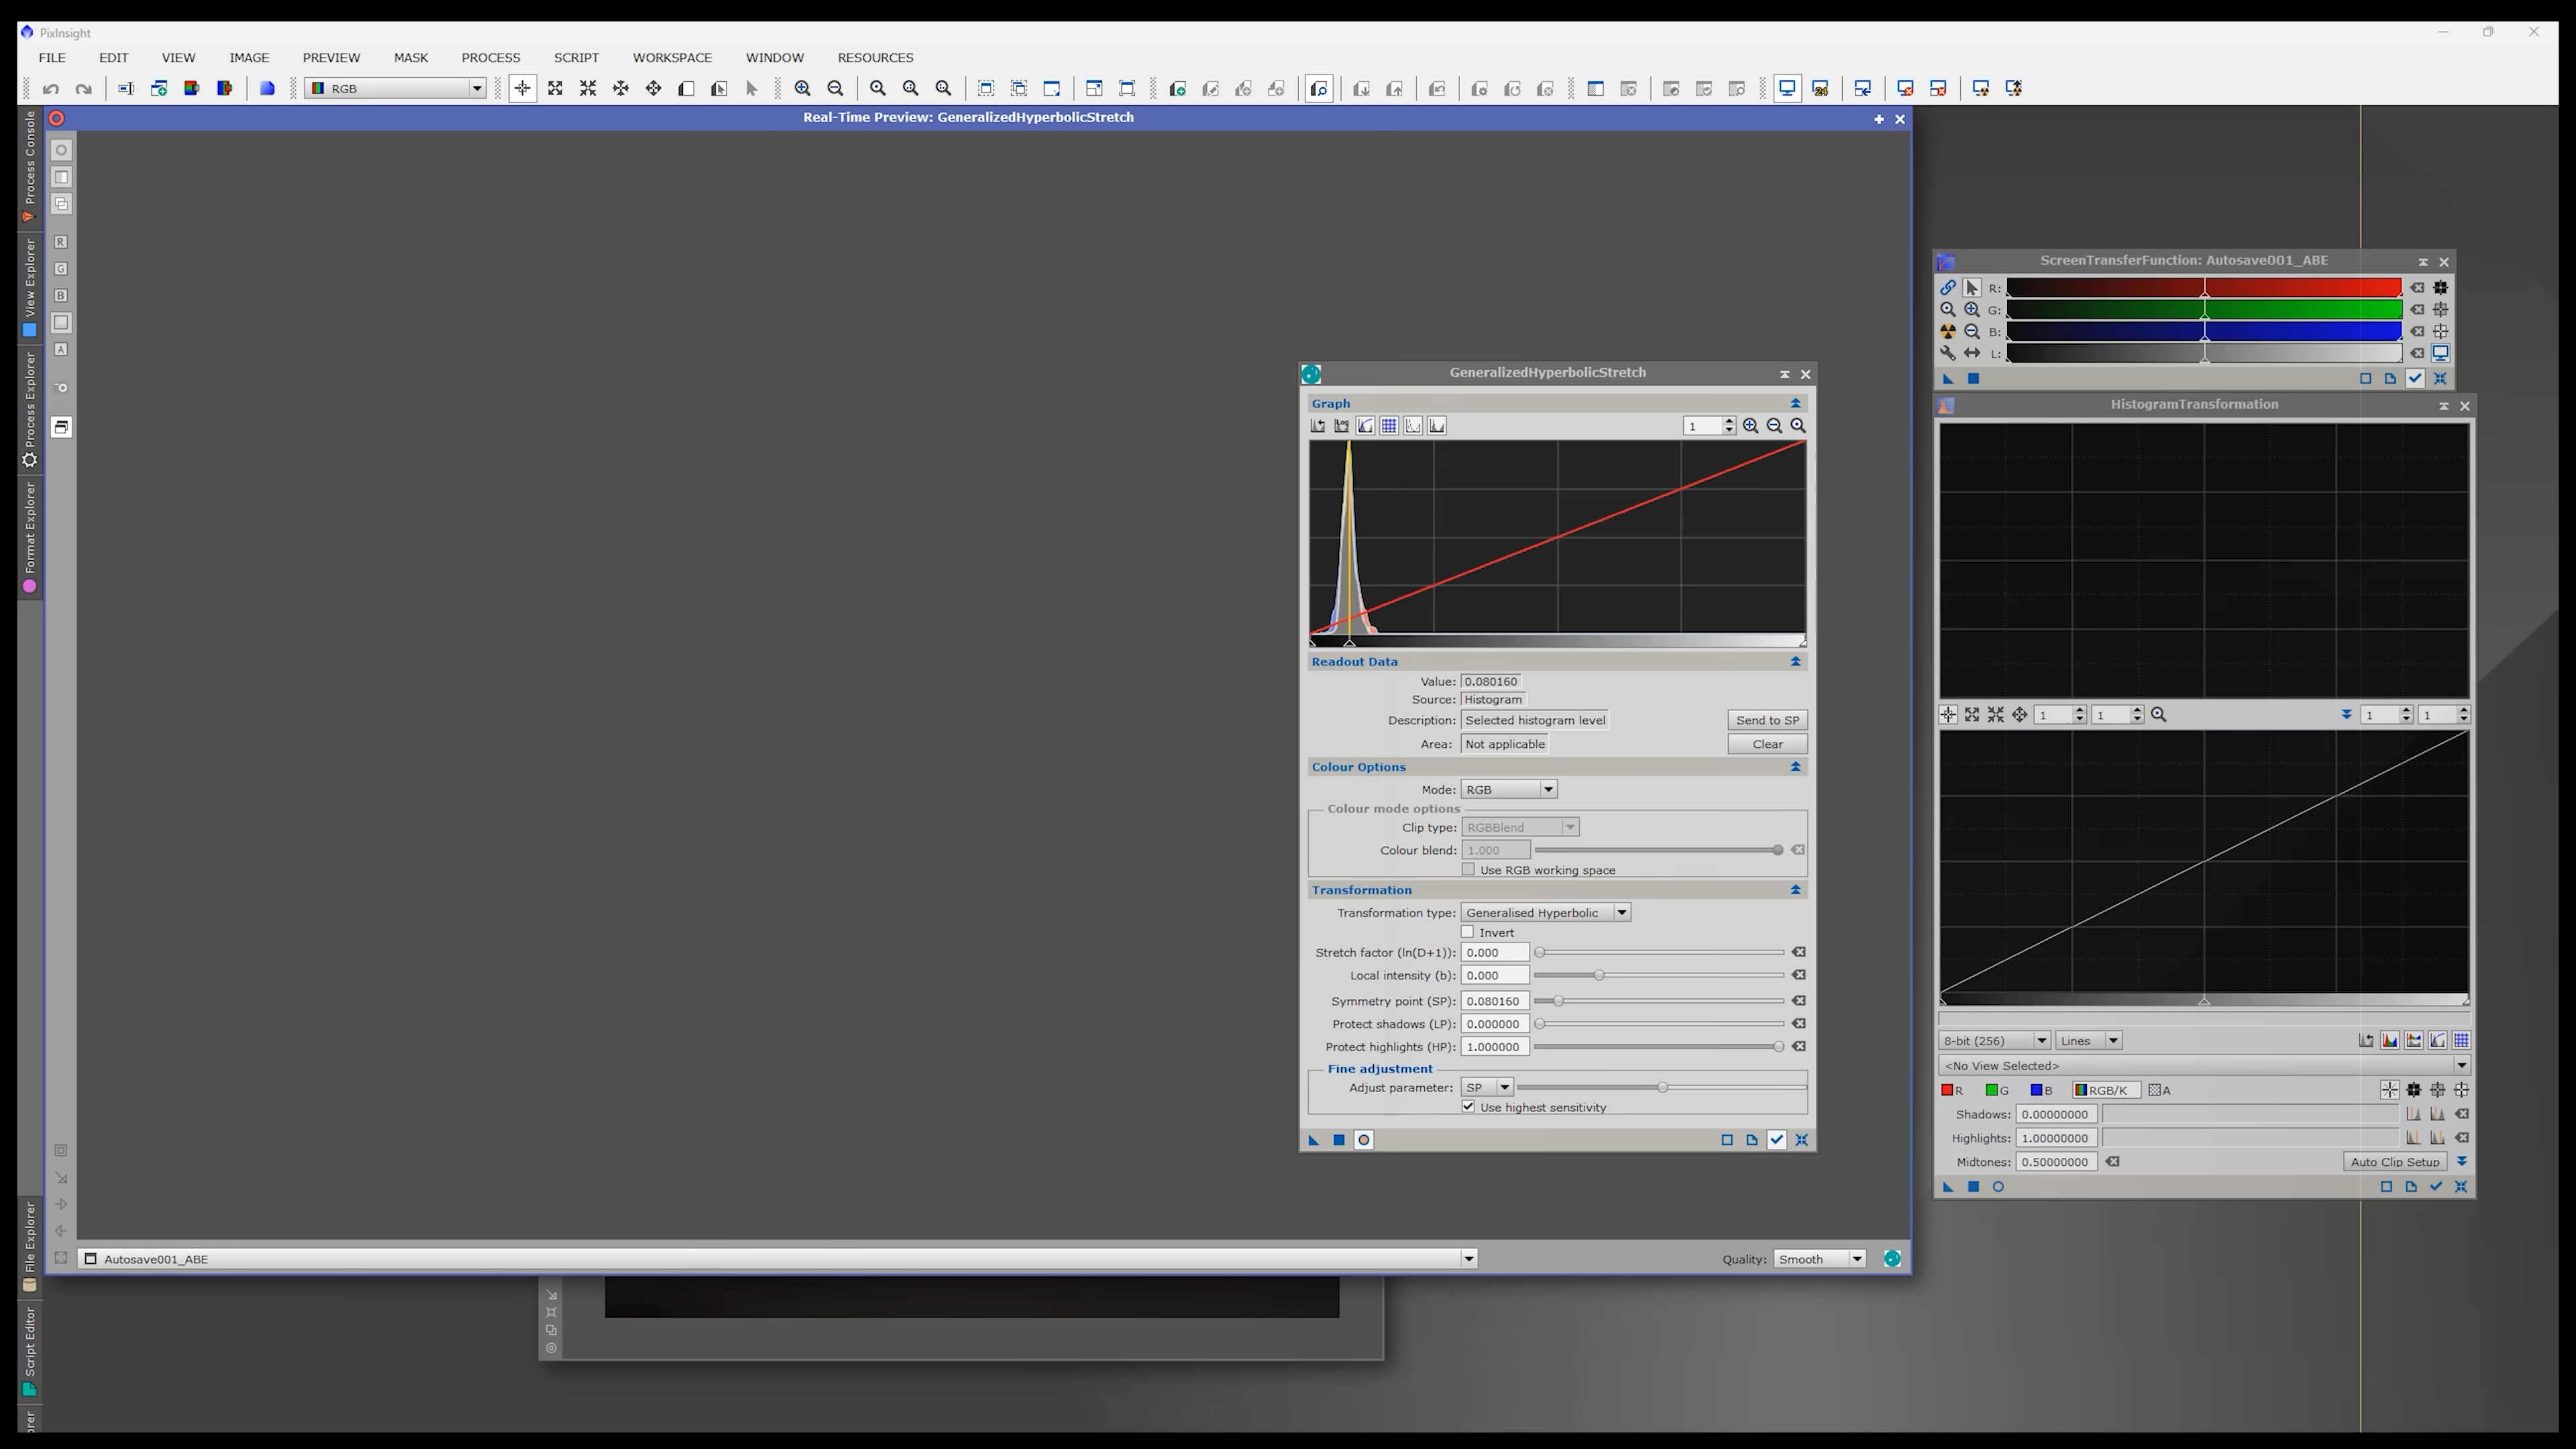 PixInsight
FILE EDIT VIEW IMAGE PREVIEW MASK PROCESS SCRIPT WORKSPACE WINDOW RESOURCES
RGB
24
Real-Time Preview: GeneralizedHyperbolicStretch
Process Console
View Explorer
Process Explorer
Format Explorer
File Explorer
Script Editor
R
G
B
A
Autosave001_ABE
Quality: Smooth
GeneralizedHyperbolicStretch
Graph
Log
1
Readout Data
Value: 0.080160
Source: Histogram
Description: Selected histogram level Send to SP
Area: Not applicable Clear
Colour Options
Mode: RGB
Colour mode options
Clip type: RGBBlend
Colour blend: 1.000
Use RGB working space
Transformation
Transformation type: Generalised Hyperbolic
Invert
Stretch factor (ln(D+1)): 0.000
Local intensity (b): 0.000
Symmetry point (SP): 0.080160
Protect shadows (LP): 0.000000
Protect highlights (HP): 1.000000
Fine adjustment
Adjust parameter: SP
Use highest sensitivity
ScreenTransferFunction: Autosave001_ABE
R:
G:
B:
L:
HistogramTransformation
1 1 1 1
8-bit (256) Lines
<No View Selected>
R G B RGB/K A
Shadows: 0.00000000
Highlights: 1.00000000
Midtones: 0.50000000 Auto Clip Setup